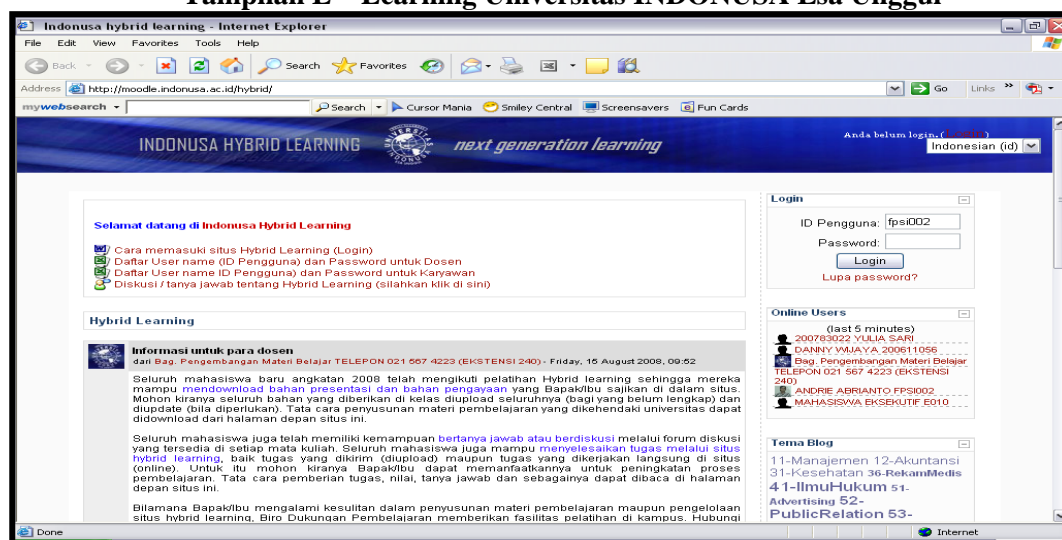 Tampilan E – Learning Universitas INDONUSA Esa Unggul
Indonusa hybrid learning - Internet Explorer
File Edit View Favorites Tools Help
Back Search Favorites
Address http://moodle.indonusa.ac.id/hybrid/ Go Links »
mywebsearch Search Cursor Mania Smiley Central Screensavers Fun Cards
INDONUSA HYBRID LEARNING next generation learning
Anda belum login. (
Indonesian (id)
Selamat datang di Indonusa Hybrid Learning
Cara memasuki situs Hybrid Learning (Login)
Daftar User name (ID Pengguna) dan Password untuk Dosen
Daftar User name ID Pengguna) dan Password untuk Karyawan
Diskusi / tanya jawab tentang Hybrid Learning (silahkan klik di sini)
Hybrid Learning
Informasi untuk para dosen
dari Bag. Pengembangan Materi Belajar TELEPON 021 567 4223 (EKSTENSI 240) - Friday, 15 August 2008, 09:52
Seluruh mahasiswa baru angkatan 2008 telah mengikuti pelatihan Hybrid learning sehingga mereka
mampu mendownload bahan presentasi dan bahan pengayaan yang Bapak/Ibu sajikan di dalam situs.
Mohon kiranya seluruh bahan yang diberikan di kelas diupload seluruhnya (bagi yang belum lengkap) dan
diupdate (bila diperlukan). Tata cara penyusunan materi pembelajaran yang dikehendaki universitas dapat
didownload dari halaman depan situs ini.
Seluruh mahasiswa juga telah memiliki kemampuan bertanya jawab atau berdiskusi melalui forum diskusi
yang tersedia di setiap mata kuliah. Seluruh mahasiswa juga mampu menyelesaikan tugas melalui situs
hybrid learning, baik tugas yang dikirim (diupload) maupun tugas yang dikerjakan langsung di situs
(online). Untuk itu mohon kiranya Bapak/Ibu dapat memanfaatkannya untuk peningkatan proses
pembelajaran. Tata cara pemberian tugas, nilai, tanya jawab dan sebagainya dapat dibaca di halaman
depan situs ini.
Bilamana Bapak/Ibu mengalami kesulitan dalam penyusunan materi pembelajaran maupun pengelolaan
situs hybrid learning, Biro Dukungan Pembelajaran memberikan fasilitas pelatihan di kampus. Hubungi
Login
ID Pengguna: fpsi002
Password:
Login
Lupa password?
Online Users
(last 5 minutes)
200783022 YULIA SARI
DANNY WIJAYA 200611056
Bag. Pengembangan Materi Belajar
TELEPON 021 567 4223 (EKSTENSI
240)
ANDRIE ABRIANTO FPSI002
MAHASISWA EKSEKUTIF E010
Tema Blog
11-Manajemen 12-Akuntansi
31-Kesehatan 36-RekamMedis
41-IlmuHukum 51-
Advertising 52-
PublicRelation 53-
Done Internet